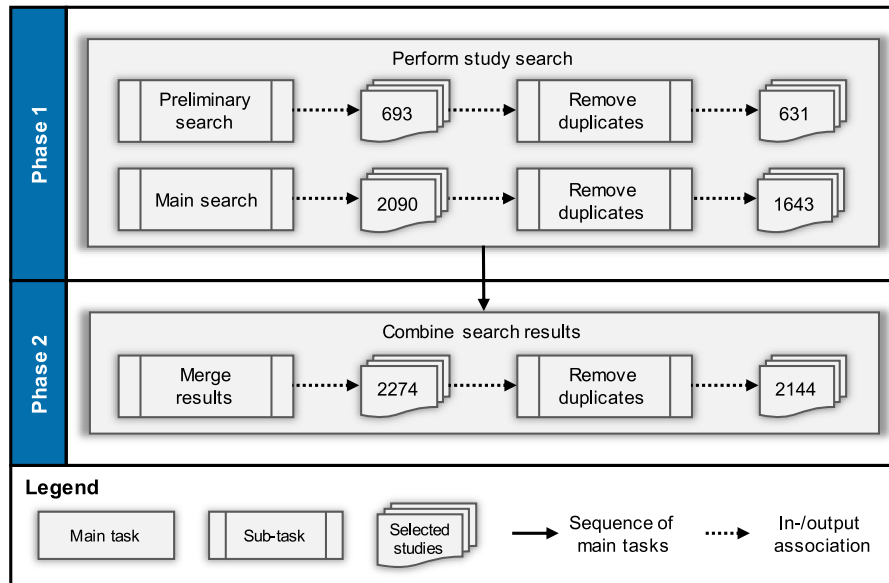 Phase 1
Perform study search
Preliminary
search
693
Remove
duplicates
631
Main search
2090
Remove
duplicates
1643
Phase 2
Combine search results
Merge
results
2274
Remove
duplicates
2144
Legend
Main task
Sub-task
Selected
studies
Sequence of
main tasks
In-/output
association